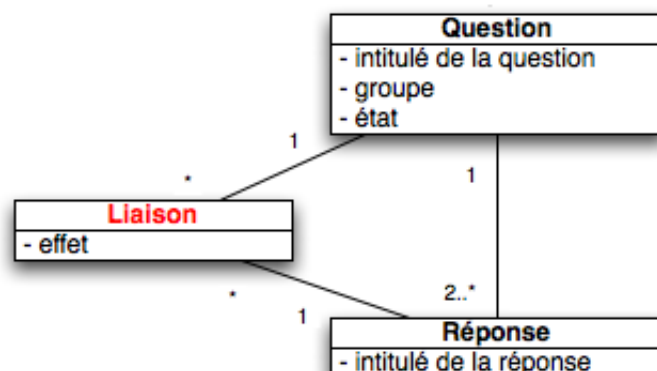 Question
- intitulé de la question
- groupe
- état
1
*
1
Liaison
- effet
*
1
2..*
Réponse
- intitulé de la réponse